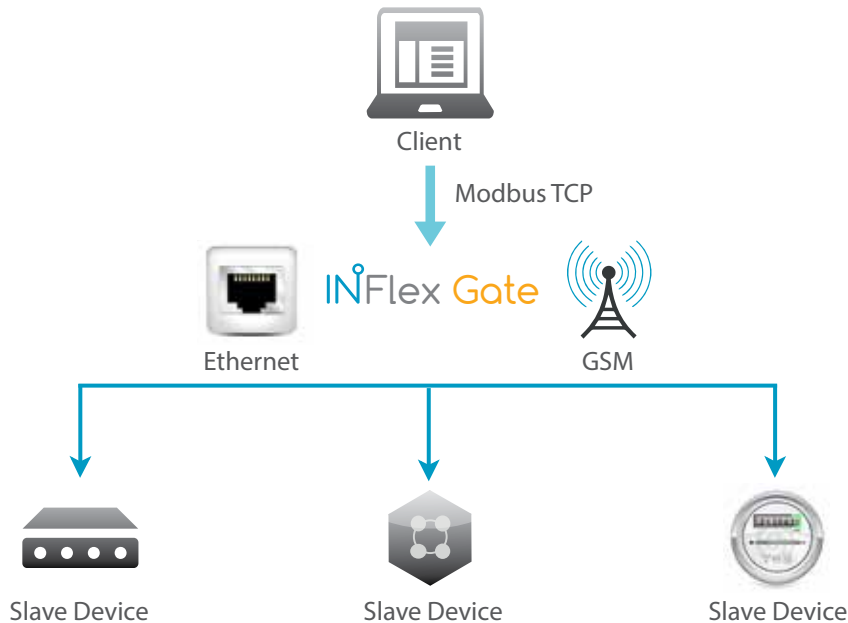 Client
Modbus TCP
INFlex Gate
Ethernet
GSM
Slave Device
Slave Device
Slave Device